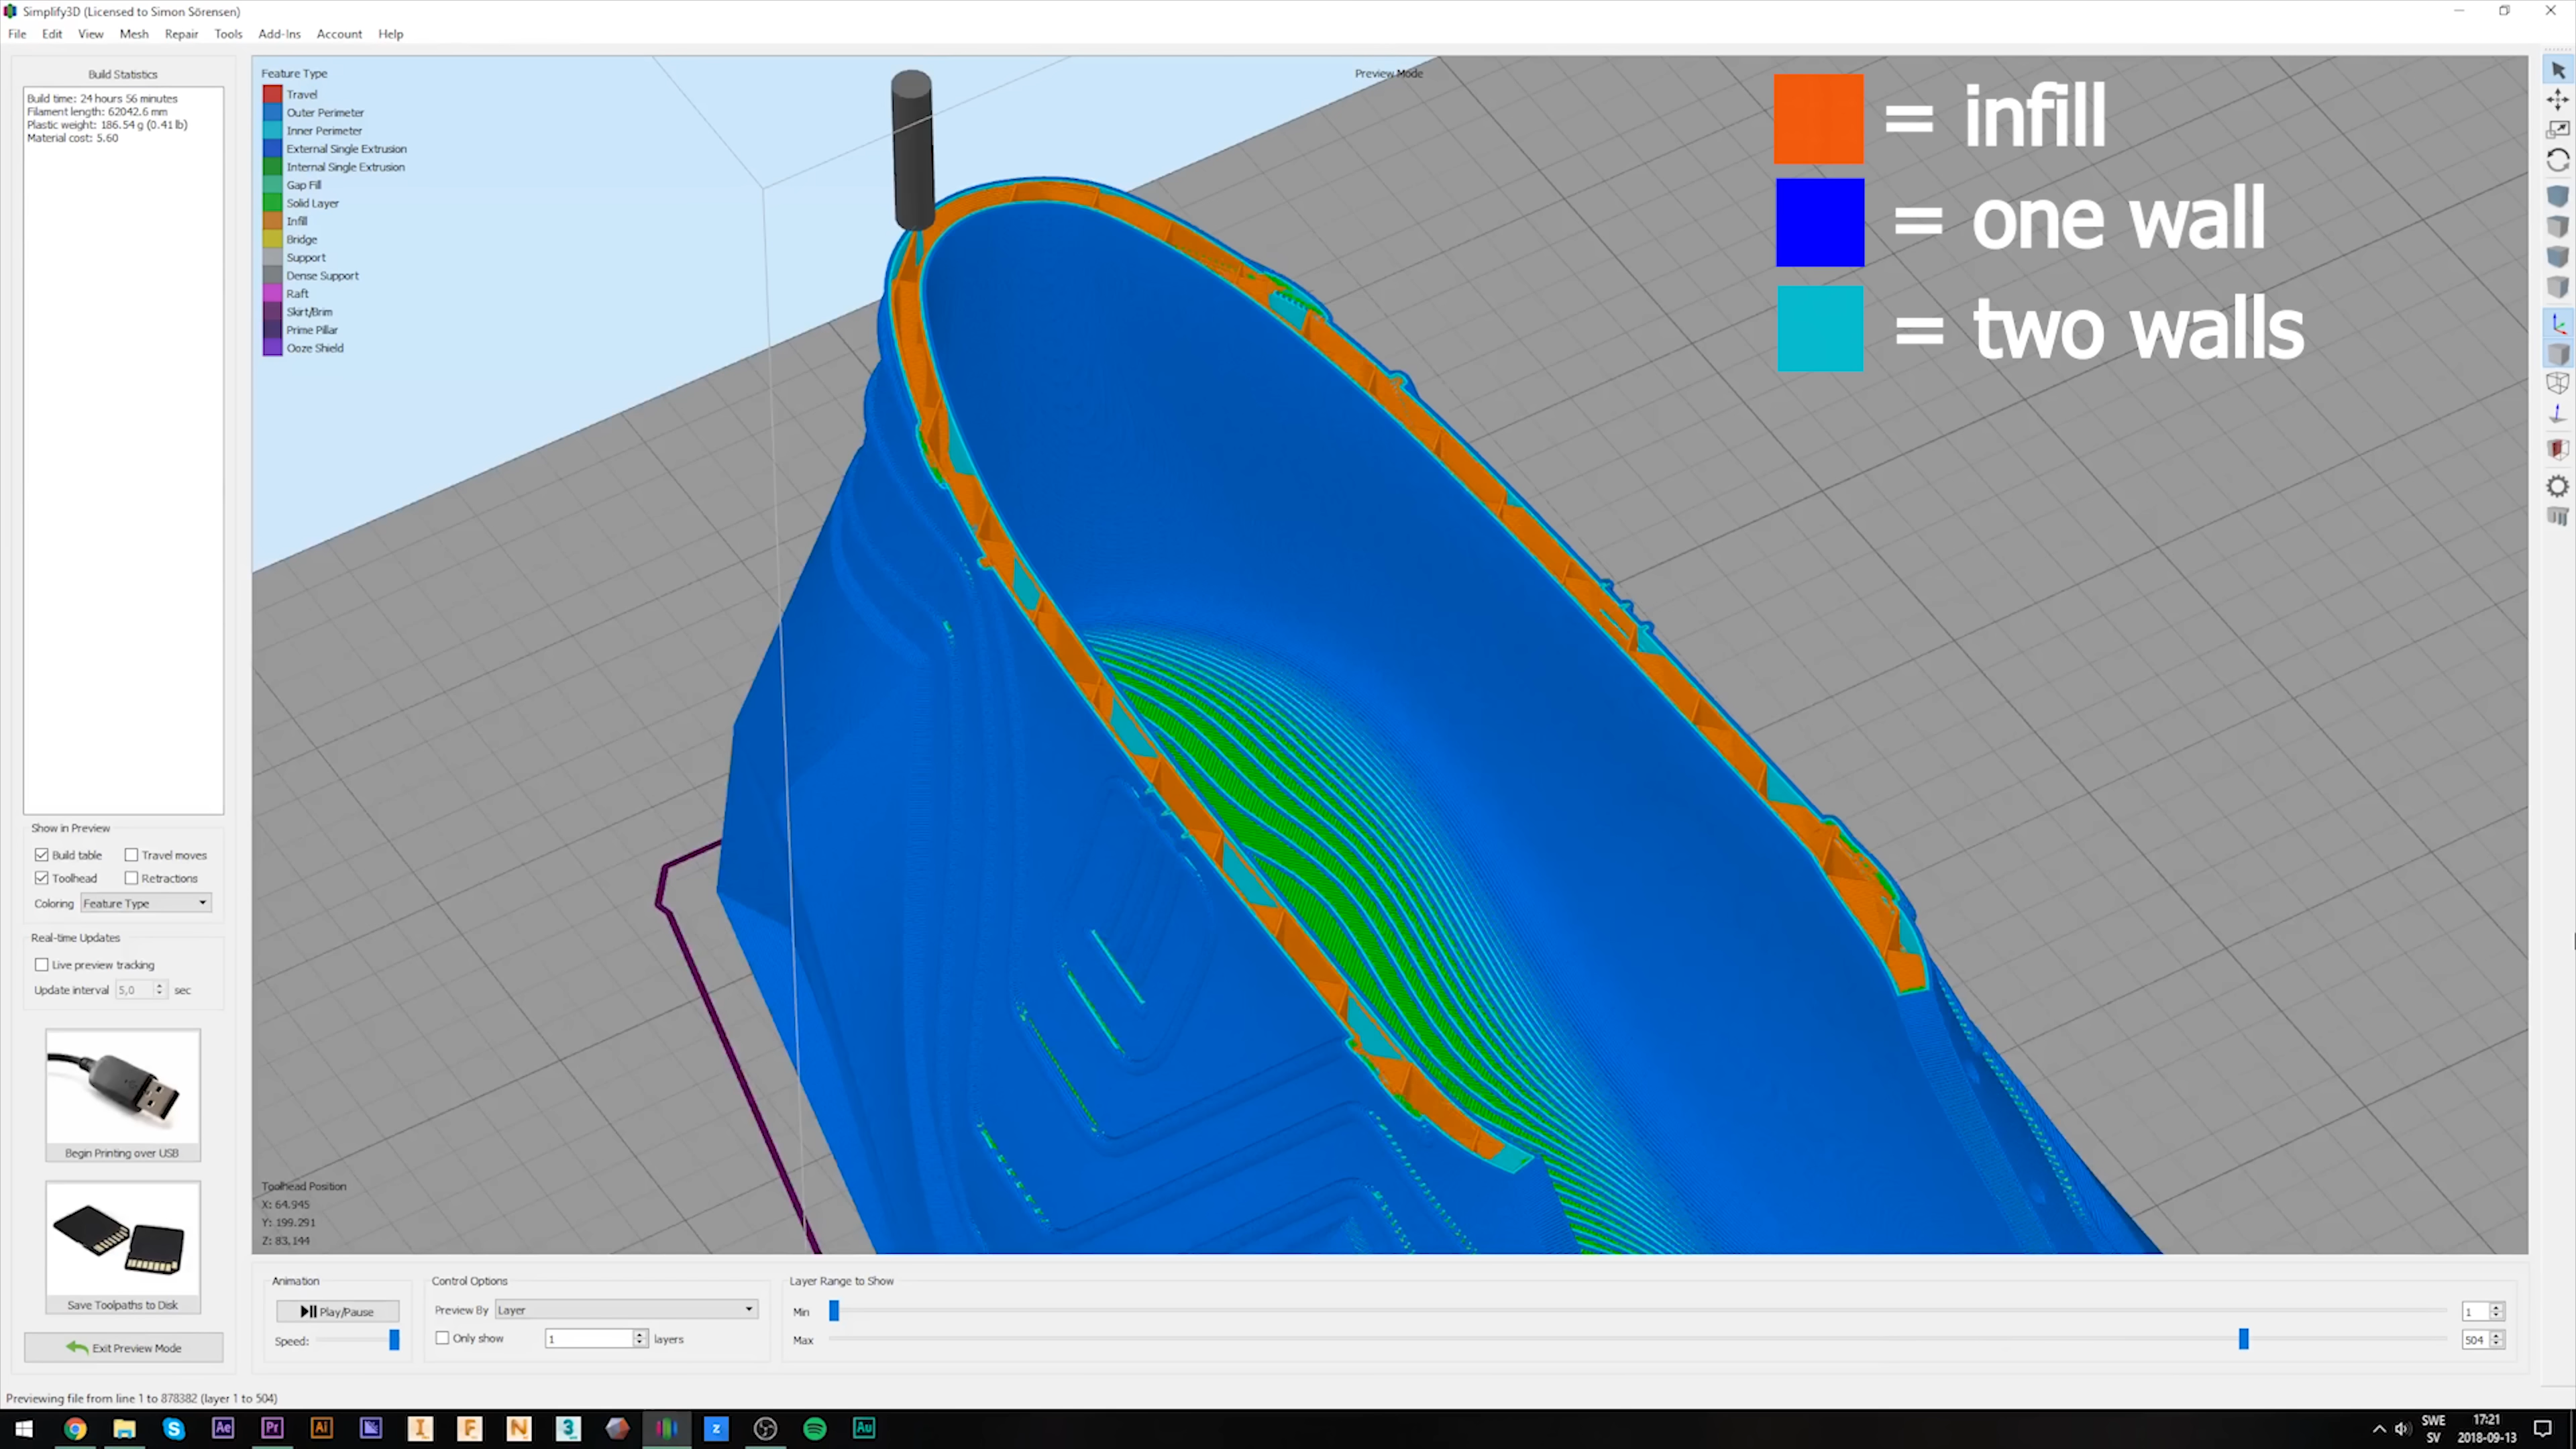 Simplify3D (Licensed to Simon Sörensen)
File Edit View Mesh Repair Tools Add-Ins Account Help
Build Statistics
Build time: 24 hours 56 minutes
Filament length: 62042.6 mm
Plastic weight: 186.54 g (0.41 lb)
Material cost: 5.60
Feature Type
Travel
Outer Perimeter
Inner Perimeter
External Single Extrusion
Internal Single Extrusion
Gap Fill
Solid Layer
Infill
Bridge
Support
Dense Support
Raft
Skirt/Brim
Prime Pillar
Ooze Shield
Preview Mode
= infill
= one wall
= two walls
Show in Preview
Build table Travel moves
Toolhead Retractions
Coloring Feature Type
Real-time Updates
Live preview tracking
Update interval 5,0 sec
Begin Printing over USB
Save Toolpaths to Disk
Exit Preview Mode
Toolhead Position
X: 64.945
Y: 199.291
Z: 83.144
Animation
Play/Pause
Speed:
Control Options
Preview By Layer
Only show 1 layers
Layer Range to Show
Min 1
Max 504
Previewing file from line 1 to 878382 (layer 1 to 504)
Ae Pr Ai I F N 3 z Au
SWE
SV
17:21
2018-09-13